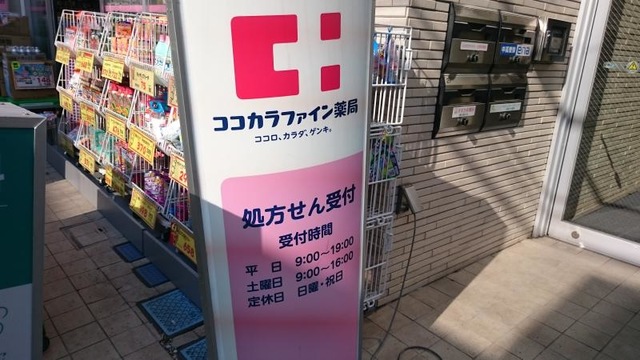 ココカラファイン薬局
ココロ、カラダ、ゲンキ。
処方せん受付
受付時間
平 日 9:00〜19:00
土曜日 9:00〜16:00
定休日 日曜・祝日